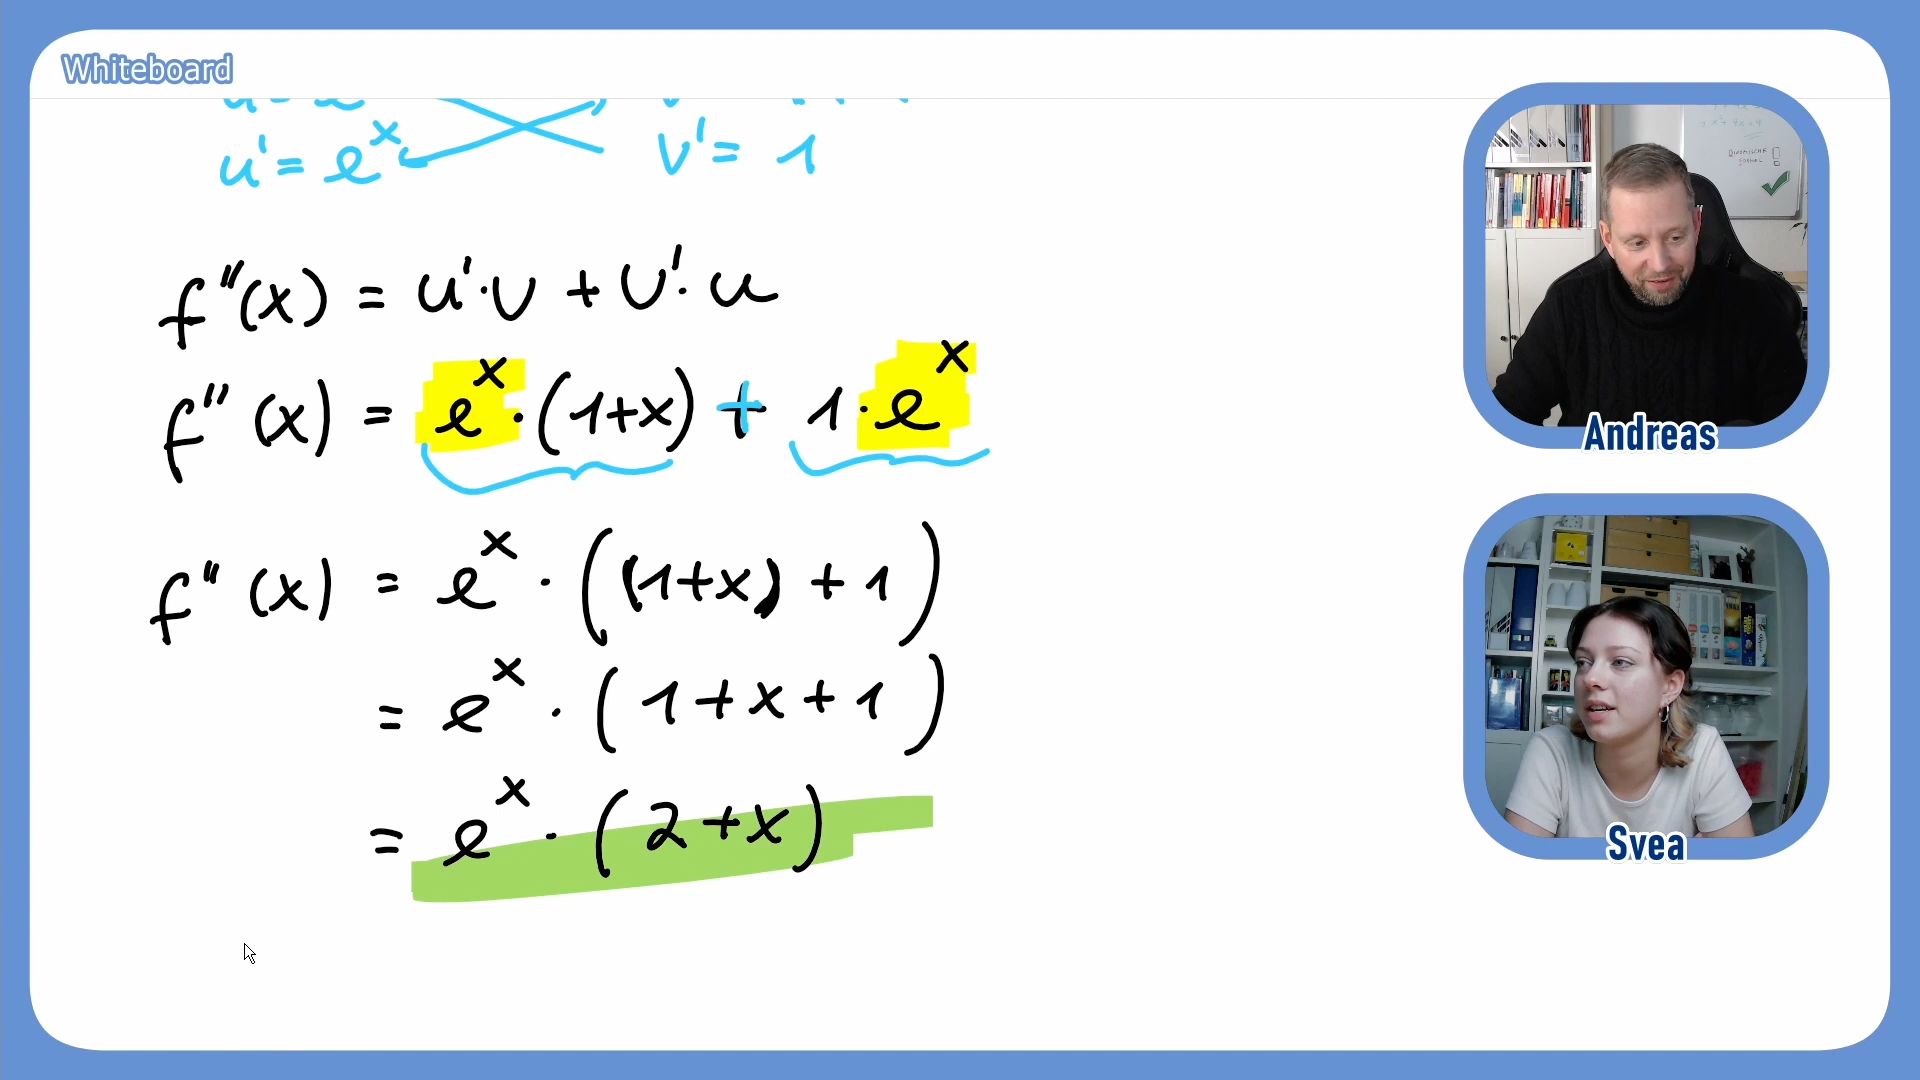 Whiteboard
u' = e^x   v' = 1
f''(x) = u'·v + v'·u
f''(x) = e^x·(1+x) + 1·e^x
f''(x) = e^x · ((1+x) + 1)
= e^x · (1+x+1)
= e^x · (2+x)
Andreas
Svea